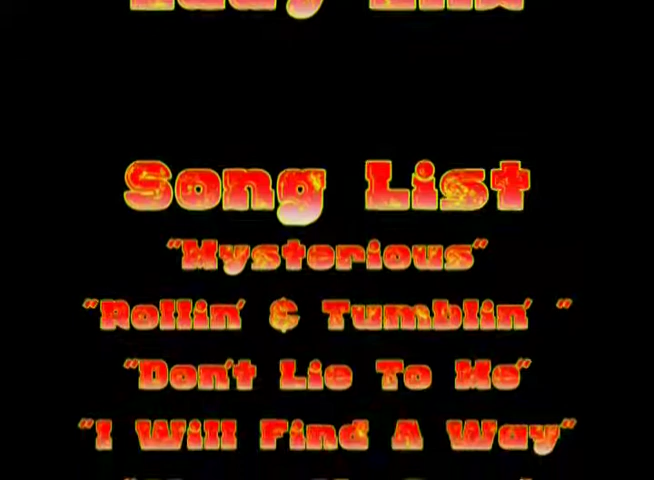 Song List
"Mysterious"
"Rollin' & Tumblin' "
"Don't Lie To Me"
"I Will Find A Way"